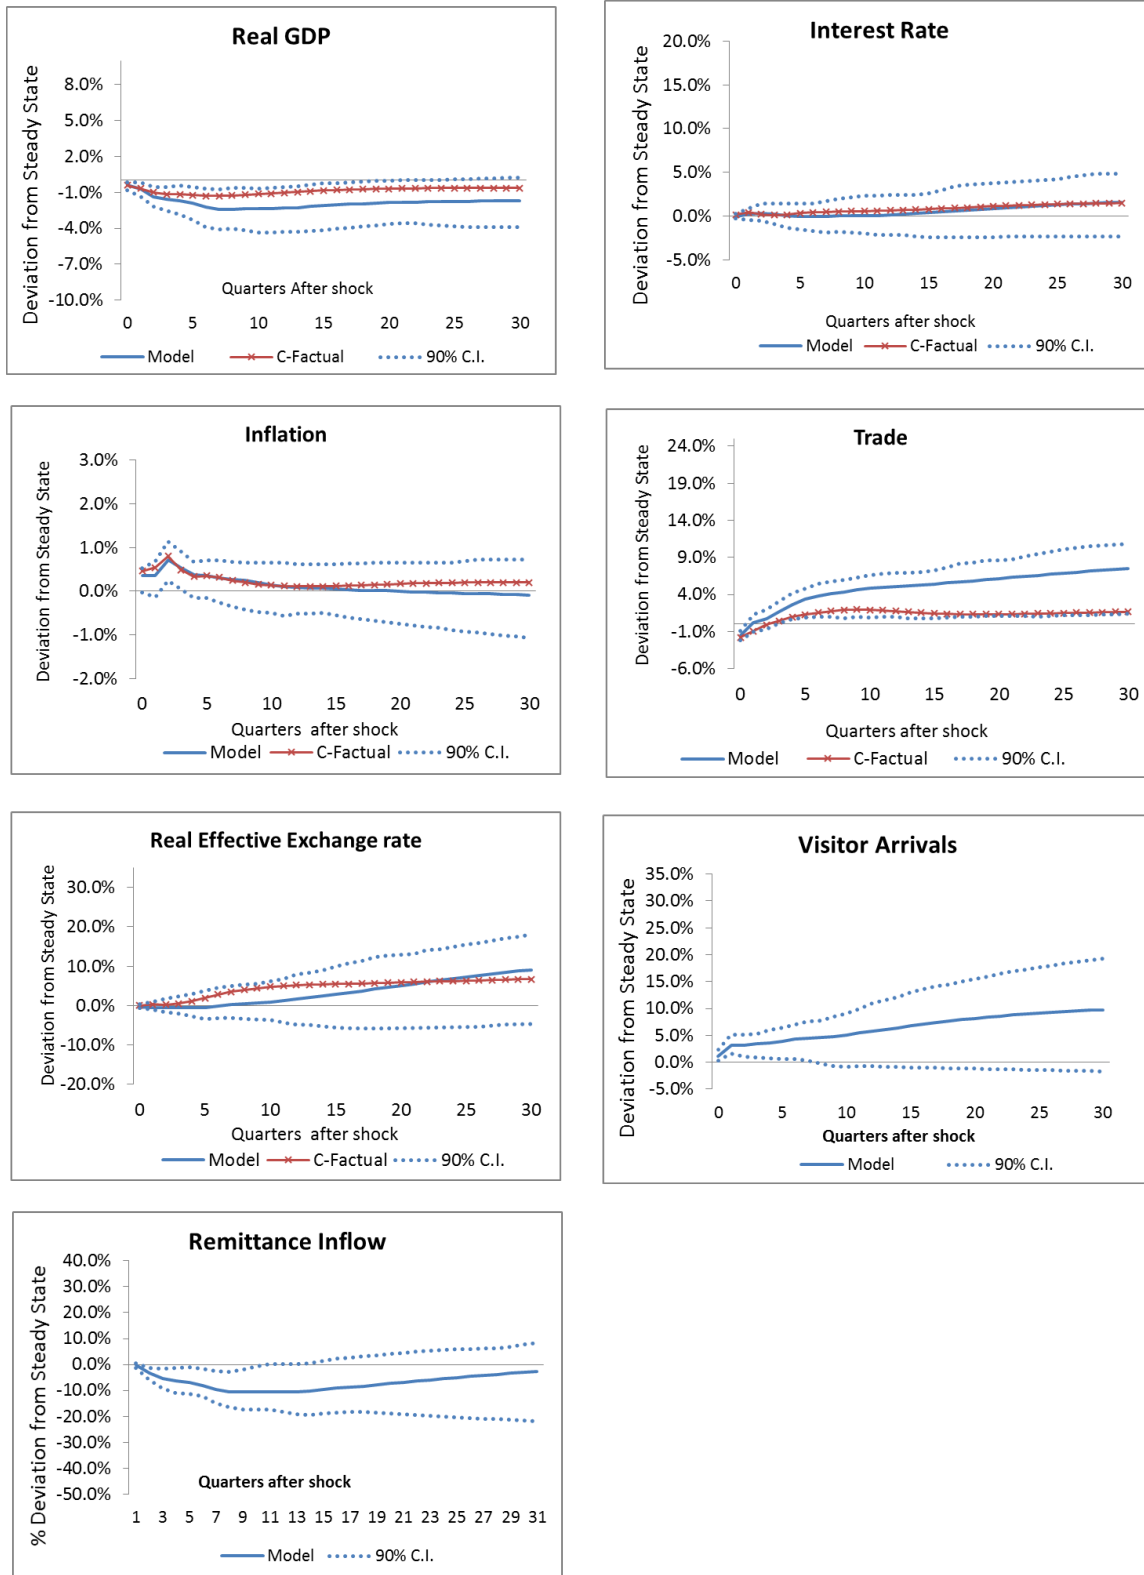 Real GDP
Deviation from Steady State
8.0%
5.0%
2.0%
-1.0%
-4.0%
-7.0%
-10.0%
Quarters After shock
0 5 10 15 20 25 30
Model C-Factual 90% C.I.
Interest Rate
Deviation from Steady State
20.0%
15.0%
10.0%
5.0%
0.0%
-5.0%
0 5 10 15 20 25 30
Quarters after shock
Model C-Factual 90% C.I.
Inflation
Deviation from Steady State
3.0%
2.0%
1.0%
0.0%
-1.0%
-2.0%
0 5 10 15 20 25 30
Quarters after shock
Model C-Factual 90% C.I.
Trade
Deviation from Steady State
24.0%
19.0%
14.0%
9.0%
4.0%
-1.0%
-6.0%
0 5 10 15 20 25 30
Quarters after shock
Model C-Factual 90% C.I.
Real Effective Exchange rate
Deviation from Steady State
30.0%
20.0%
10.0%
0.0%
-10.0%
-20.0%
0 5 10 15 20 25 30
Quarters after shock
Model C-Factual 90% C.I.
Visitor Arrivals
Deviation from Steady State
35.0%
30.0%
25.0%
20.0%
15.0%
10.0%
5.0%
0.0%
-5.0%
0 5 10 15 20 25 30
Quarters after shock
Model 90% C.I.
Remittance Inflow
% Deviation from Steady State
40.0%
30.0%
20.0%
10.0%
0.0%
-10.0%
-20.0%
-30.0%
-40.0%
-50.0%
Quarters after shock
1 3 5 7 9 11 13 15 17 19 21 23 25 27 29 31
Model 90% C.I.